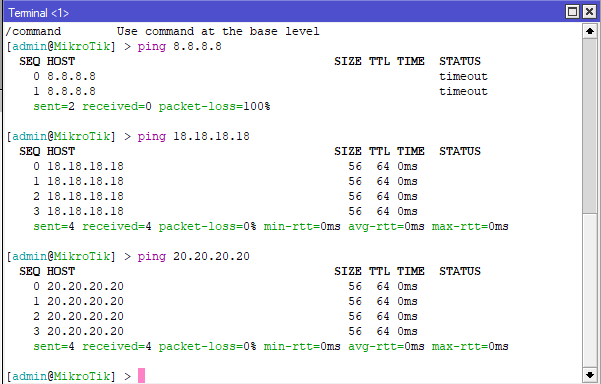 Terminal <1>
/command        Use command at the base level
[admin@MikroTik] > ping 8.8.8.8
  SEQ HOST                                     SIZE TTL TIME  STATUS
    0 8.8.8.8                                                 timeout
    1 8.8.8.8                                                 timeout
    sent=2 received=0 packet-loss=100%

[admin@MikroTik] > ping 18.18.18.18
  SEQ HOST                                     SIZE TTL TIME  STATUS
    0 18.18.18.18                                56  64 0ms
    1 18.18.18.18                                56  64 0ms
    2 18.18.18.18                                56  64 0ms
    3 18.18.18.18                                56  64 0ms
    sent=4 received=4 packet-loss=0% min-rtt=0ms avg-rtt=0ms max-rtt=0ms

[admin@MikroTik] > ping 20.20.20.20
  SEQ HOST                                     SIZE TTL TIME  STATUS
    0 20.20.20.20                                56  64 0ms
    1 20.20.20.20                                56  64 0ms
    2 20.20.20.20                                56  64 0ms
    3 20.20.20.20                                56  64 0ms
    sent=4 received=4 packet-loss=0% min-rtt=0ms avg-rtt=0ms max-rtt=0ms

[admin@MikroTik] >